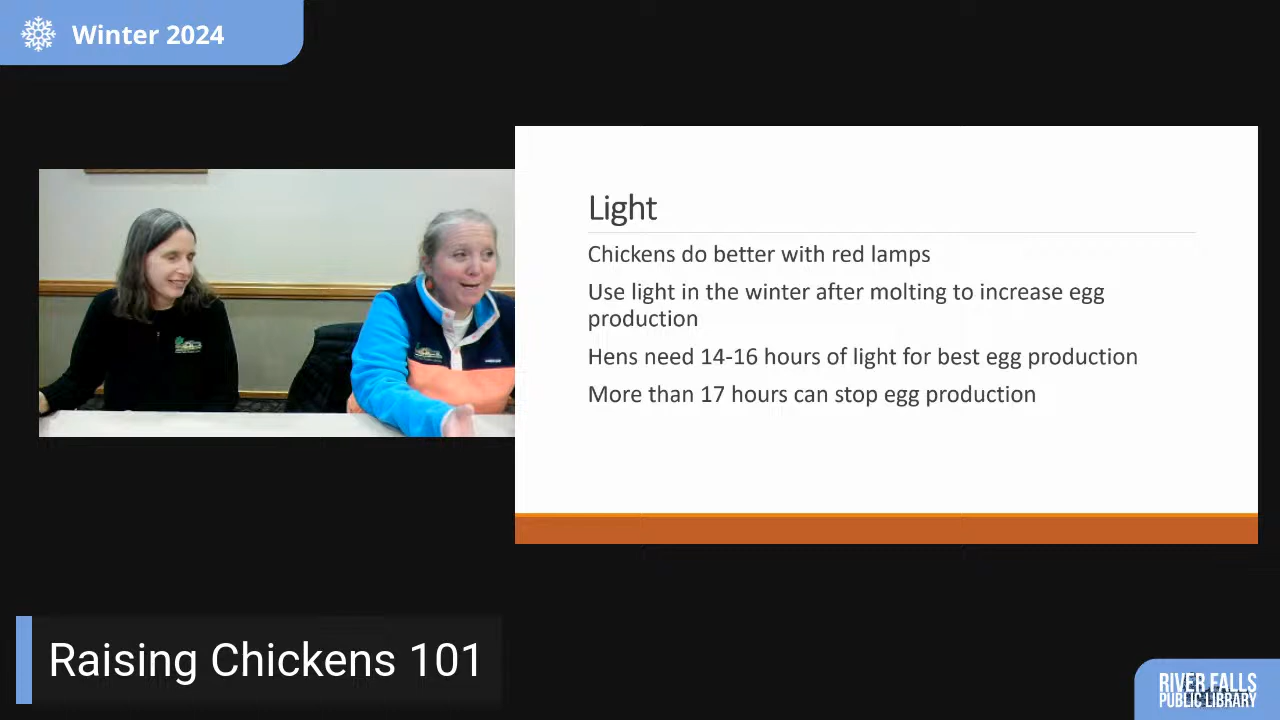 Winter 2024
Light
Chickens do better with red lamps
Use light in the winter after molting to increase egg
production
Hens need 14-16 hours of light for best egg production
More than 17 hours can stop egg production
Raising Chickens 101
RIVER FALLS
PUBLIC LIBRARY